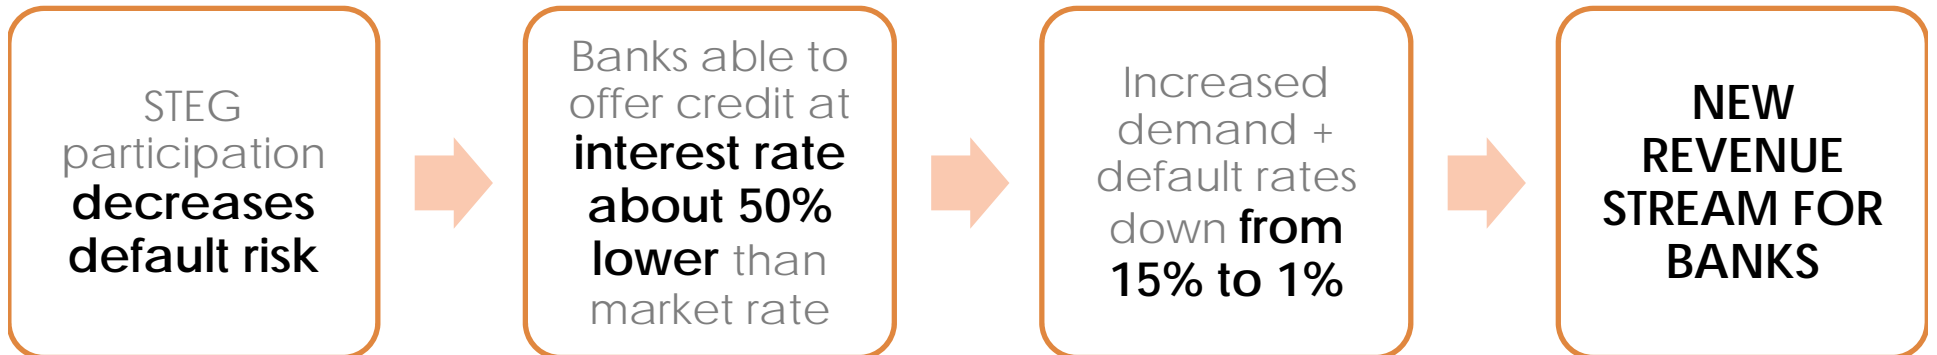 STEG
participation
decreases
default risk
Banks able to
offer credit at
interest rate
about 50%
lower than
market rate
Increased
demand +
default rates
down from
15% to 1%
NEW
REVENUE
STREAM FOR
BANKS